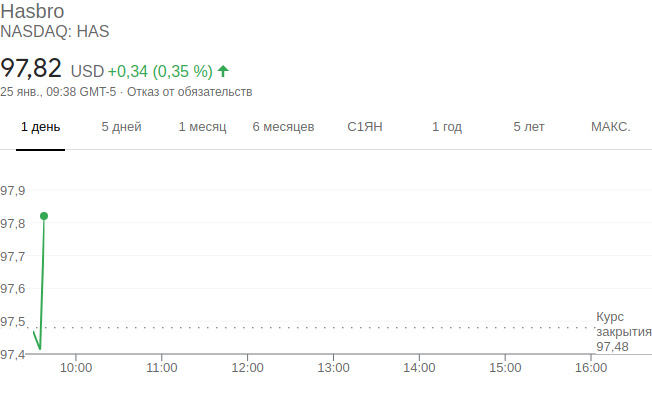 Hasbro
NASDAQ: HAS
97,82 USD +0,34 (0,35 %)
25 янв., 09:38 GMT-5 · Отказ от обязательств
1 день 5 дней 1 месяц 6 месяцев С1ЯН 1 год 5 лет МАКС.
97,9
97,8
97,7
97,6
97,5
97,4
Курс
закрытия
97,48
10:00 11:00 12:00 13:00 14:00 15:00 16:00